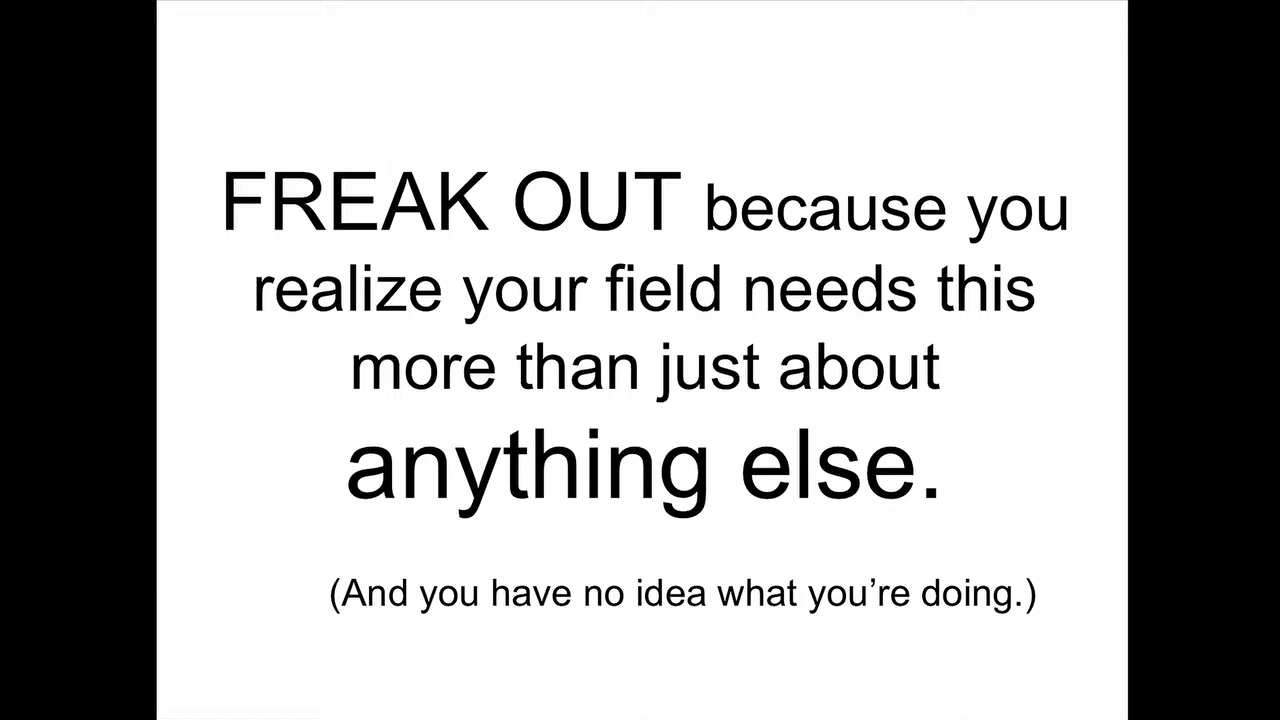 FREAK OUT because you
realize your field needs this
more than just about
anything else.
(And you have no idea what you’re doing.)